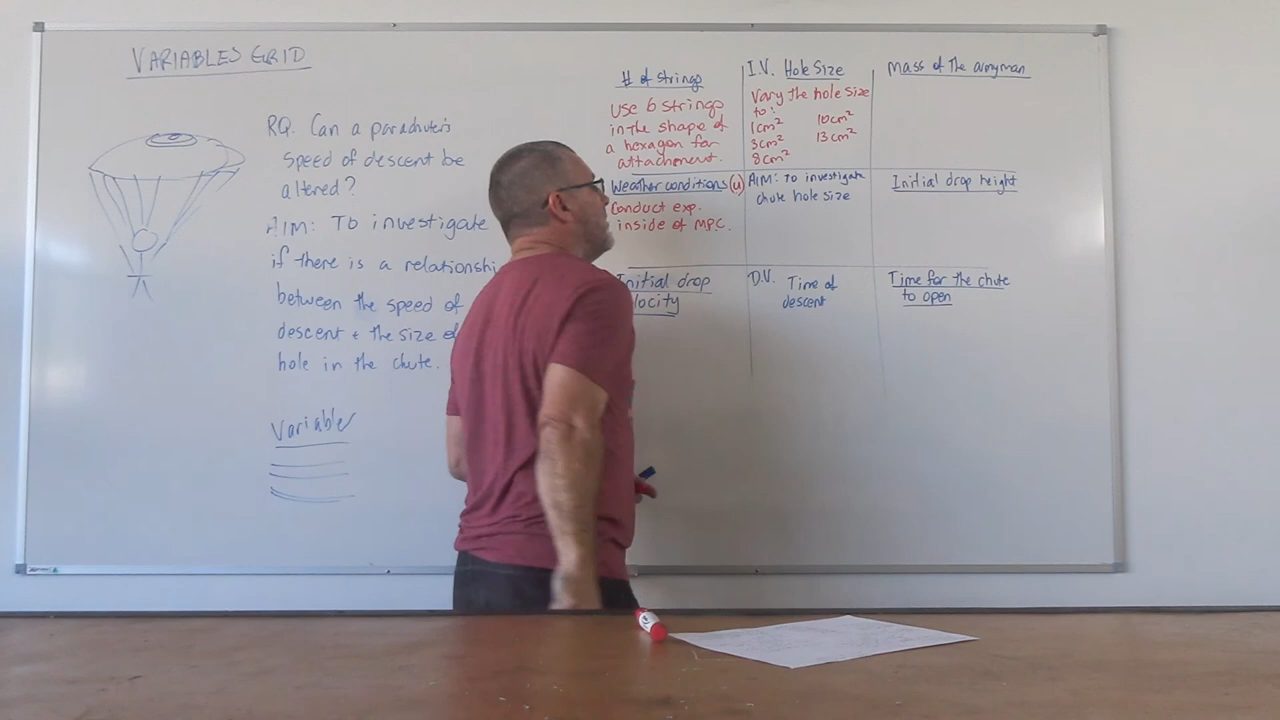 VARIABLES GRID
RQ. Can a parachuter's
speed of descent be
altered?
AIM: To investigate
if there is a
between the speed of
descent + the size of
hole in the chute.
Variable
# of strings
Use 6 strings
in the shape of
a hexagon for
attachment.
Weather conditions (u)
Conduct exp.
inside of MPC.
Initial drop
I.V. Hole Size
Vary the hole size
to:
1cm² 10cm²
3cm² 13cm²
8cm²
AIM: To investigate
chute hole size
D.V. Time of
descent
Mass of the armyman
Initial drop height
Time for the chute
to open